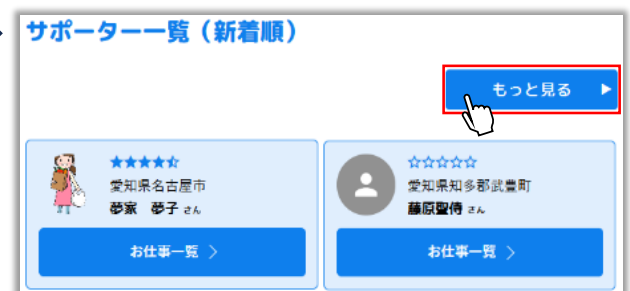 サポーター一覧（新着順）
もっと見る ▶
★★★★☆
愛知県名古屋市
夢家 夢子 さん
お仕事一覧 ＞
☆☆☆☆☆
愛知県知多郡武豊町
藤原聖侍 さん
お仕事一覧 ＞